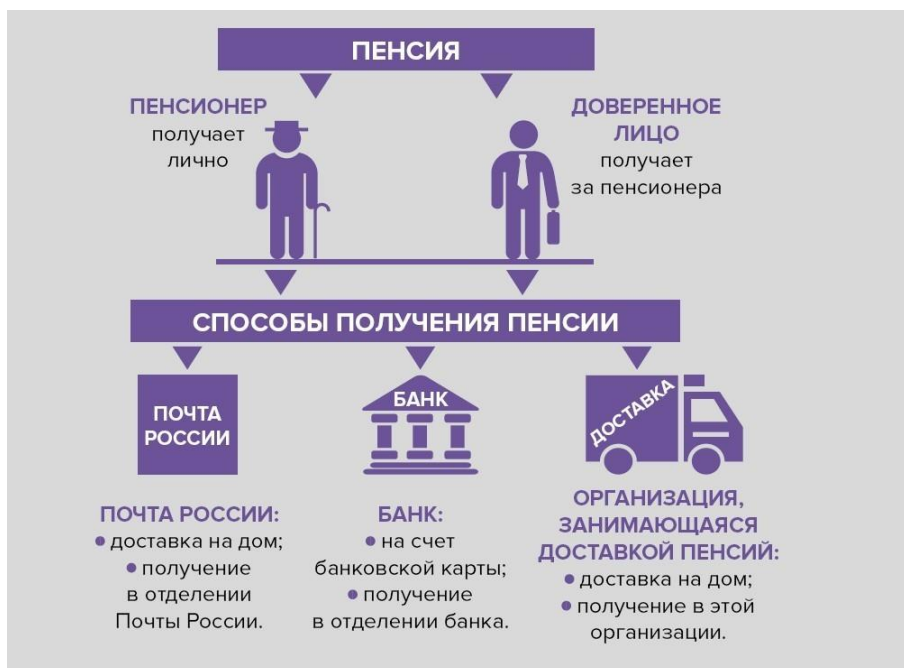 ПЕНСИЯ
ПЕНСИОНЕР
получает
лично
ДОВЕРЕННОЕ
ЛИЦО
получает
за пенсионера
СПОСОБЫ ПОЛУЧЕНИЯ ПЕНСИИ
ПОЧТА
РОССИИ
БАНК
ДОСТАВКА
ПОЧТА РОССИИ:
• доставка на дом;
• получение
в отделении
Почты России.
БАНК:
• на счет
банковской карты;
• получение
в отделении банка.
ОРГАНИЗАЦИЯ,
ЗАНИМАЮЩАЯСЯ
ДОСТАВКОЙ ПЕНСИЙ:
• доставка на дом;
• получение в этой
организации.